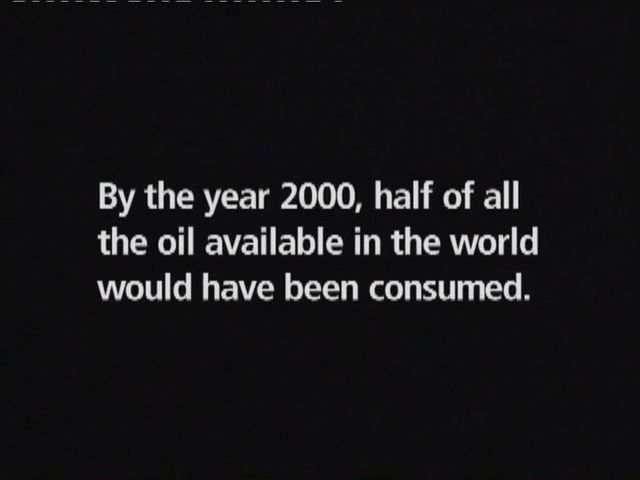 By the year 2000, half of all
the oil available in the world
would have been consumed.